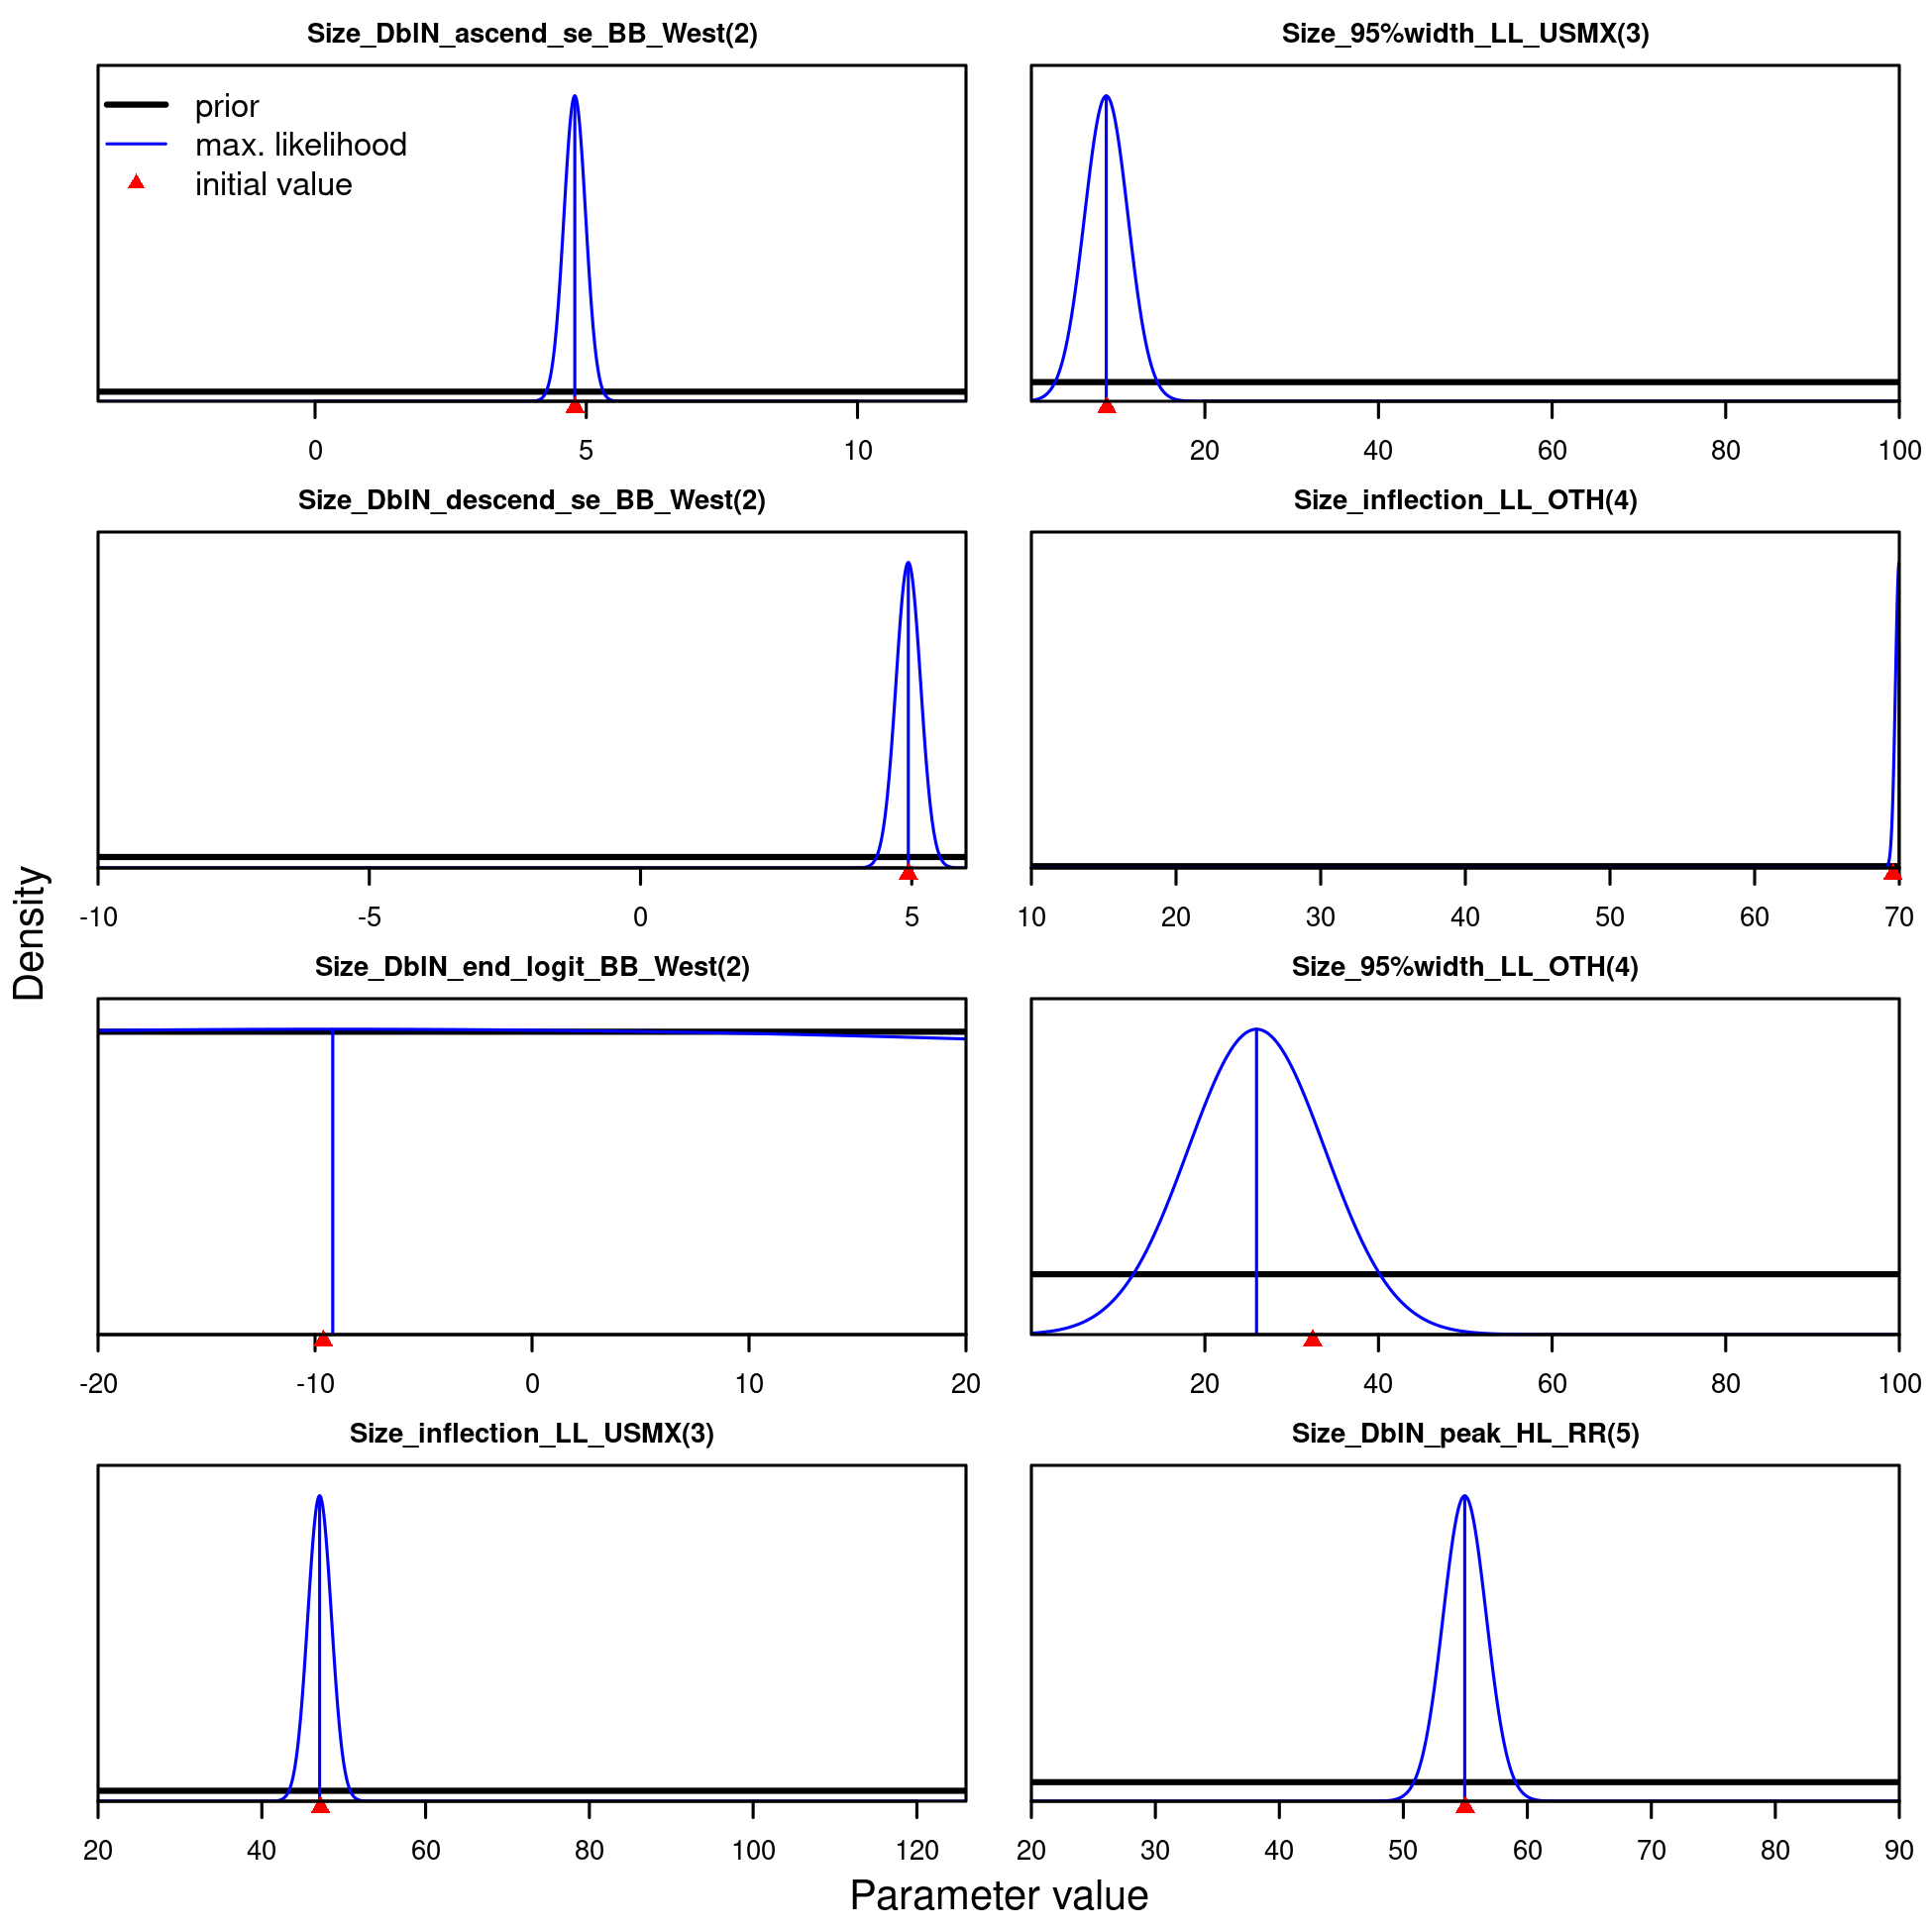 Size_DblN_ascend_se_BB_West(2)
prior
max. likelihood
initial value
0 5 10
Size_95%width_LL_USMX(3)
20 40 60 80 100
Size_DblN_descend_se_BB_West(2)
-10 -5 0 5
Size_inflection_LL_OTH(4)
10 20 30 40 50 60 70
Size_DblN_end_logit_BB_West(2)
-20 -10 0 10 20
Size_95%width_LL_OTH(4)
20 40 60 80 100
Size_inflection_LL_USMX(3)
20 40 60 80 100 120
Size_DblN_peak_HL_RR(5)
20 30 40 50 60 70 80 90
Density
Parameter value